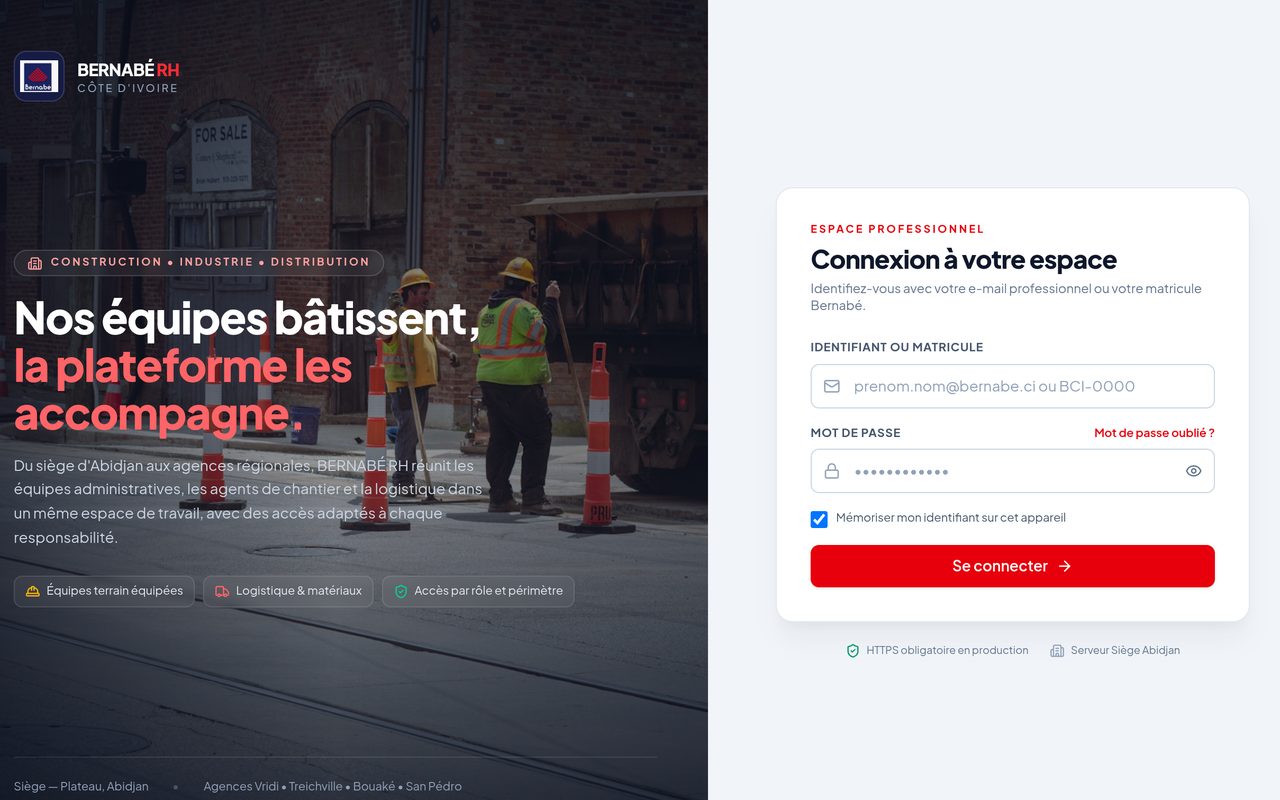 Bernabé
BERNABÉ RH
CÔTE D'IVOIRE
FOR SALE
CONSTRUCTION • INDUSTRIE • DISTRIBUTION
Nos équipes bâtissent,
la plateforme les
accompagne.
Du siège d'Abidjan aux agences régionales, BERNABÉ RH réunit les
équipes administratives, les agents de chantier et la logistique dans
un même espace de travail, avec des accès adaptés à chaque
responsabilité.
Équipes terrain équipées
Logistique & matériaux
Accès par rôle et périmètre
Siège — Plateau, Abidjan • Agences Vridi • Treichville • Bouaké • San Pédro
ESPACE PROFESSIONNEL
Connexion à votre espace
Identifiez-vous avec votre e-mail professionnel ou votre matricule
Bernabé.
IDENTIFIANT OU MATRICULE
prenom.nom@bernabe.ci ou BCI-0000
MOT DE PASSE
Mot de passe oublié ?
••••••••••••
Mémoriser mon identifiant sur cet appareil
Se connecter →
HTTPS obligatoire en production
Serveur Siège Abidjan